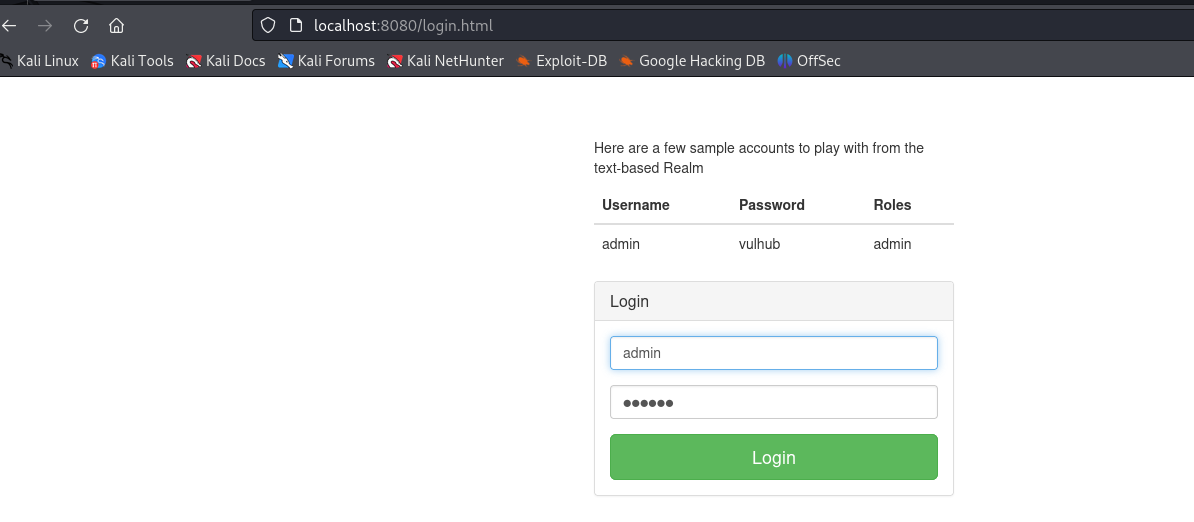 localhost:8080/login.html
Kali Linux Kali Tools Kali Docs Kali Forums Kali NetHunter Exploit-DB Google Hacking DB OffSec
Here are a few sample accounts to play with from the
text-based Realm
Username Password Roles
admin vulhub admin
Login
admin
••••••
Login